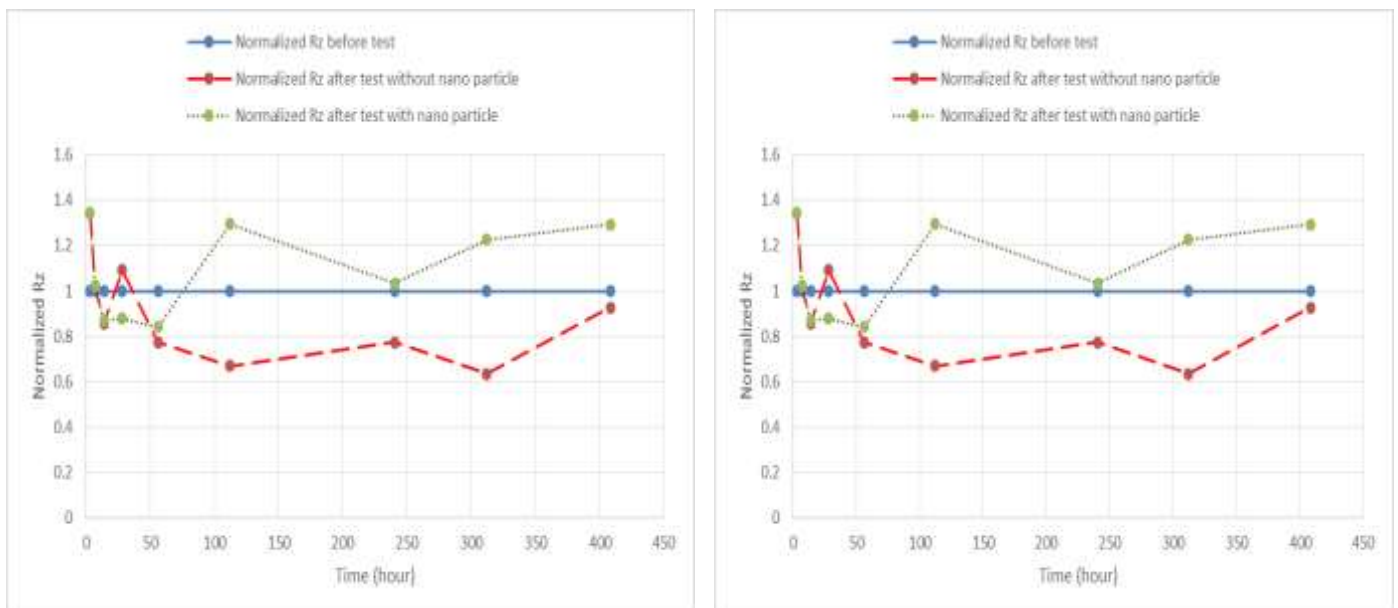 Normalized Rz before test
Normalized Rz after test without nano particle
Normalized Rz after test with nano particle
1.6
1.4
1.2
1
0.8
0.6
0.4
0.2
0
Normalized Rz
0 50 100 150 200 250 300 350 400 450
Time (hour)
Normalized Rz before test
Normalized Rz after test without nano particle
Normalized Rz after test with nano particle
1.6
1.4
1.2
1
0.8
0.6
0.4
0.2
0
Normalized Rz
0 50 100 150 200 250 300 350 400 450
Time (hour)